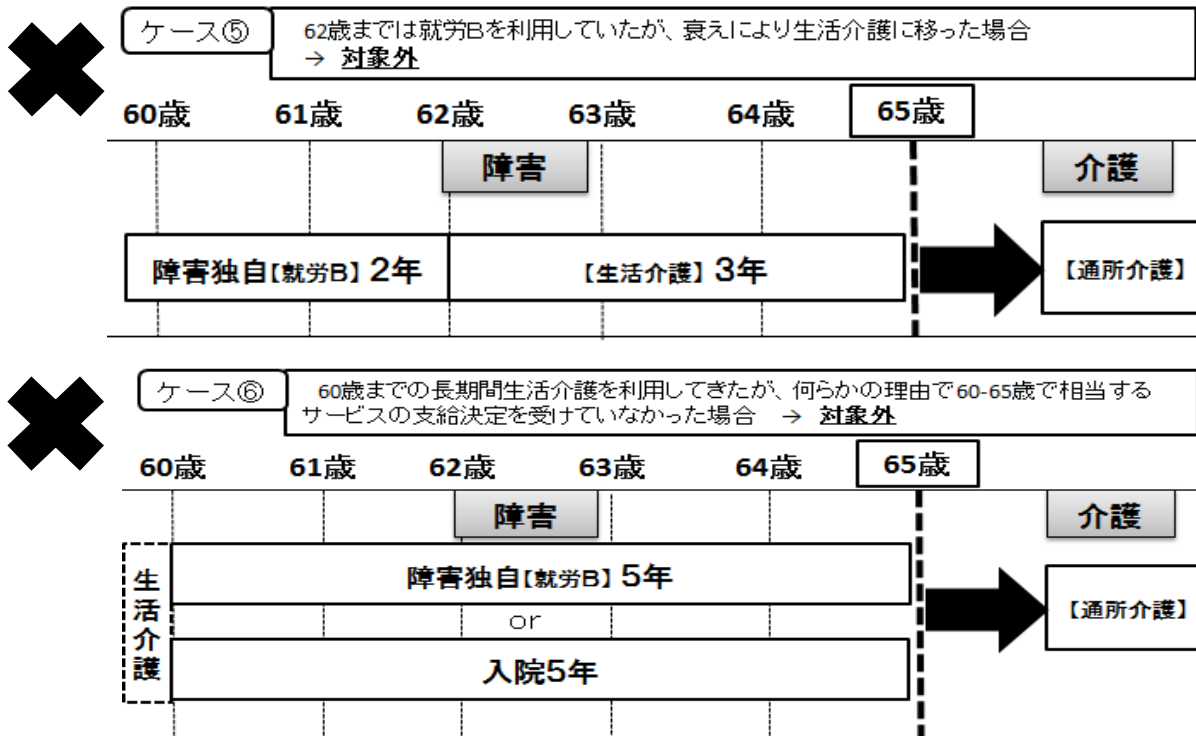 ケース⑤
62歳までは就労Bを利用していたが、衰えにより生活介護に移った場合
→ 対象外
60歳 61歳 62歳 63歳 64歳 65歳
障害 介護
障害独自【就労B】2年 【生活介護】3年 【通所介護】
ケース⑥
60歳までの長期間生活介護を利用してきたが、何らかの理由で60-65歳で相当する
サービスの支給決定を受けていなかった場合 → 対象外
60歳 61歳 62歳 63歳 64歳 65歳
障害 介護
生活介護
障害独自【就労B】5年
or
入院5年
【通所介護】